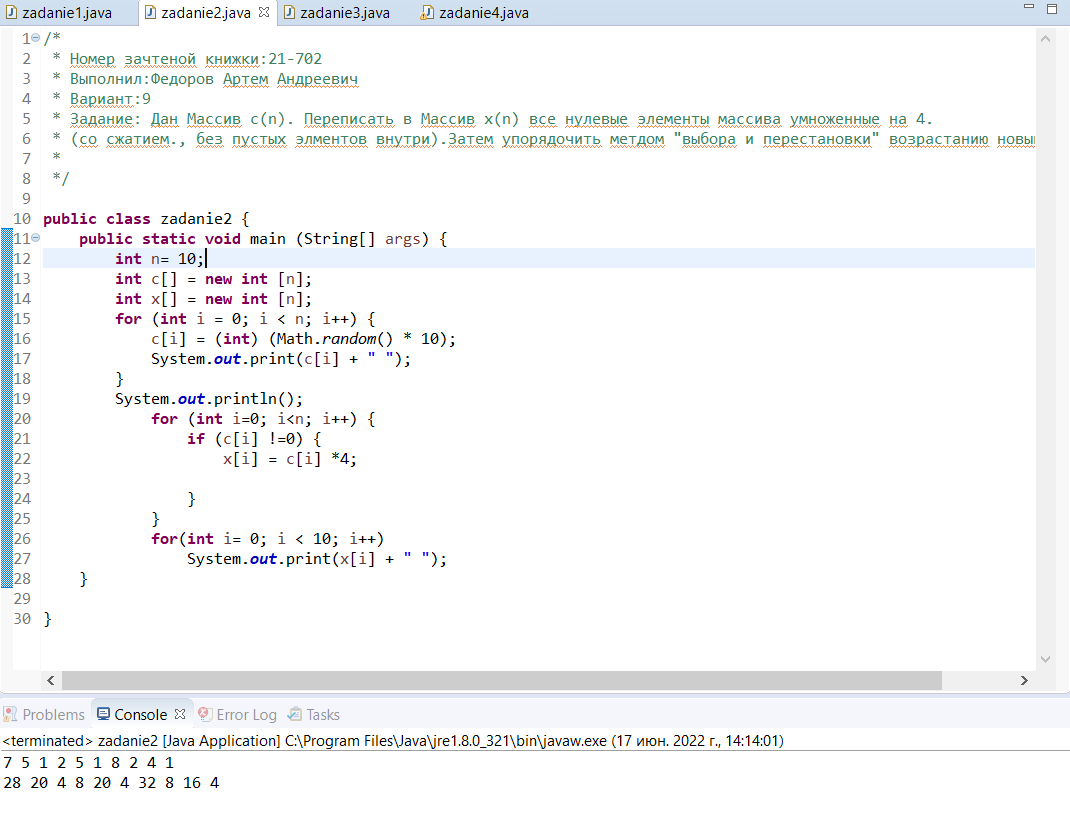 zadanie1.java zadanie2.java zadanie3.java zadanie4.java
1 /*
2 * Номер зачтеной книжки:21-702
3 * Выполнил:Федоров Артем Андреевич
4 * Вариант:9
5 * Задание: Дан Массив с(n). Переписать в Массив x(n) все нулевые элементы массива умноженные на 4.
6 * (со сжатием., без пустых элментов внутри).Затем упорядочить метдом "выбора и перестановки" возрастанию новы
7 *
8 */
9
10 public class zadanie2 {
11 public static void main (String[] args) {
12 int n= 10;
13 int c[] = new int [n];
14 int x[] = new int [n];
15 for (int i = 0; i < n; i++) {
16 c[i] = (int) (Math.random() * 10);
17 System.out.print(c[i] + " ");
18 }
19 System.out.println();
20 for (int i=0; i<n; i++) {
21 if (c[i] !=0) {
22 x[i] = c[i] *4;
23
24 }
25 }
26 for(int i= 0; i < 10; i++)
27 System.out.print(x[i] + " ");
28 }
29
30 }
Problems Console Error Log Tasks
<terminated> zadanie2 [Java Application] C:\Program Files\Java\jre1.8.0_321\bin\javaw.exe (17 июн. 2022 г., 14:14:01)
7 5 1 2 5 1 8 2 4 1
28 20 4 8 20 4 32 8 16 4